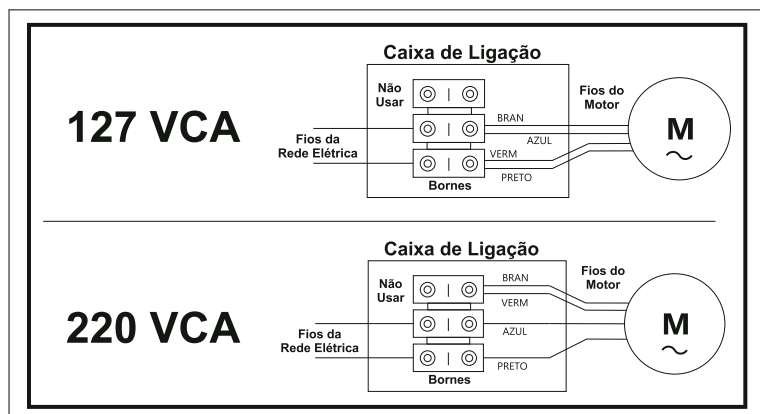 Caixa de Ligação
127 VCA
Não
Usar
| 
Fios do
Motor
BRAN
|
AZUL
M
Fios da
Rede Elétrica
VERM
|
PRETO
Bornes
Caixa de Ligação
220 VCA
Não
Usar
|
BRAN
VERM
Fios do
Motor
|
AZUL
M
Fios da
Rede Elétrica
|
PRETO
Bornes